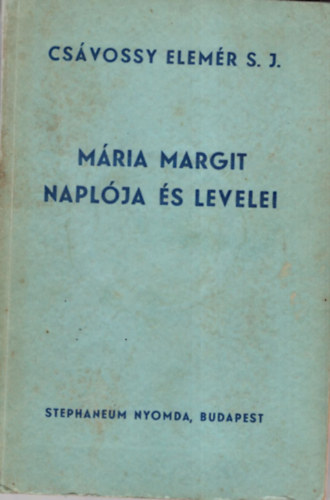 CSÁVOSSY ELEMÉR S. J.
MÁRIA MARGIT
NAPLÓJA ÉS LEVELEI
STEPHANEUM NYOMDA, BUDAPEST